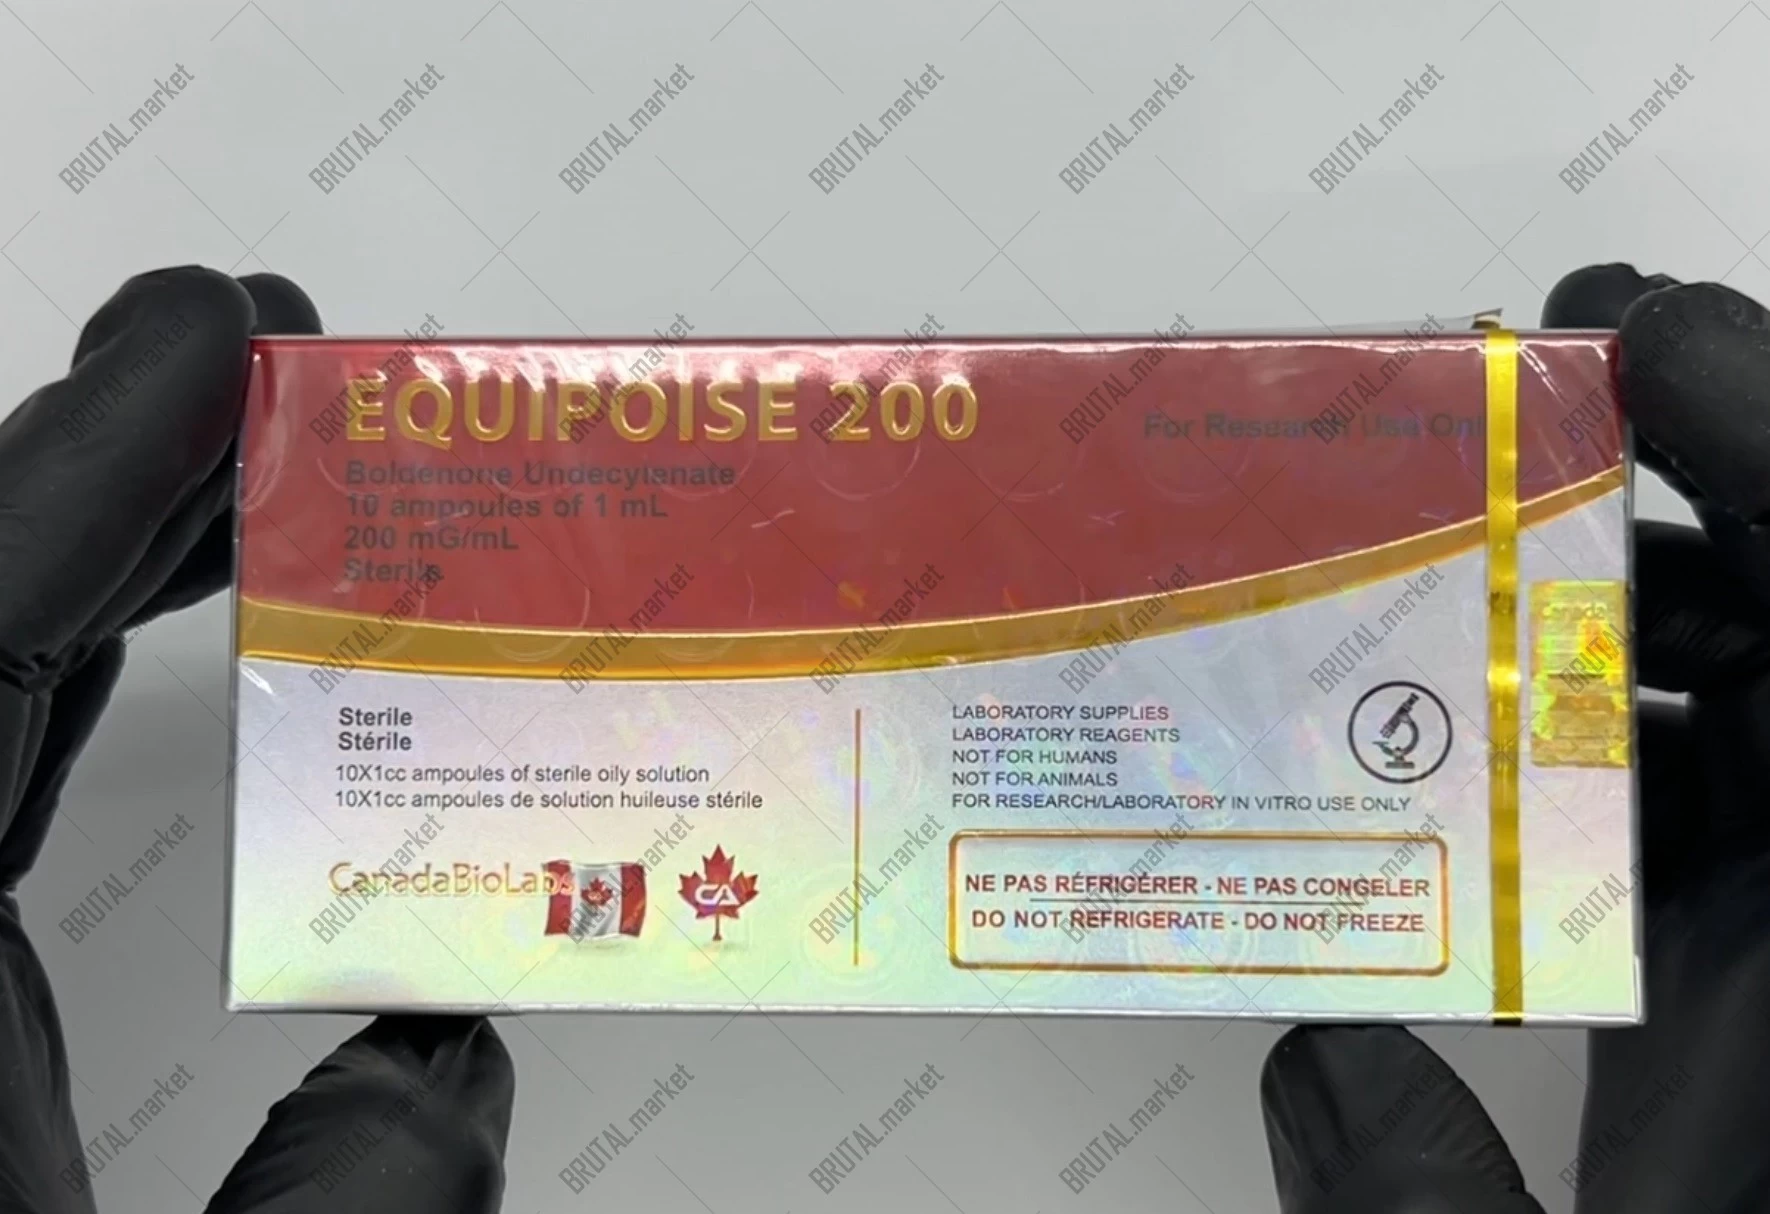 EQUIPOISE 200
For Research Use Onl
Boldenone Undecylenate
10 ampoules of 1 mL
200 mG/mL
Sterile
Sterile
Stérile
10X1cc ampoules of sterile oily solution
10X1cc ampoules de solution huileuse stérile
CanadaBioLabs
CA
LABORATORY SUPPLIES
LABORATORY REAGENTS
NOT FOR HUMANS
NOT FOR ANIMALS
FOR RESEARCH/LABORATORY IN VITRO USE ONLY
NE PAS RÉFRIGÉRER - NE PAS CONGELER
DO NOT REFRIGERATE - DO NOT FREEZE
canada
BRUTAL.market